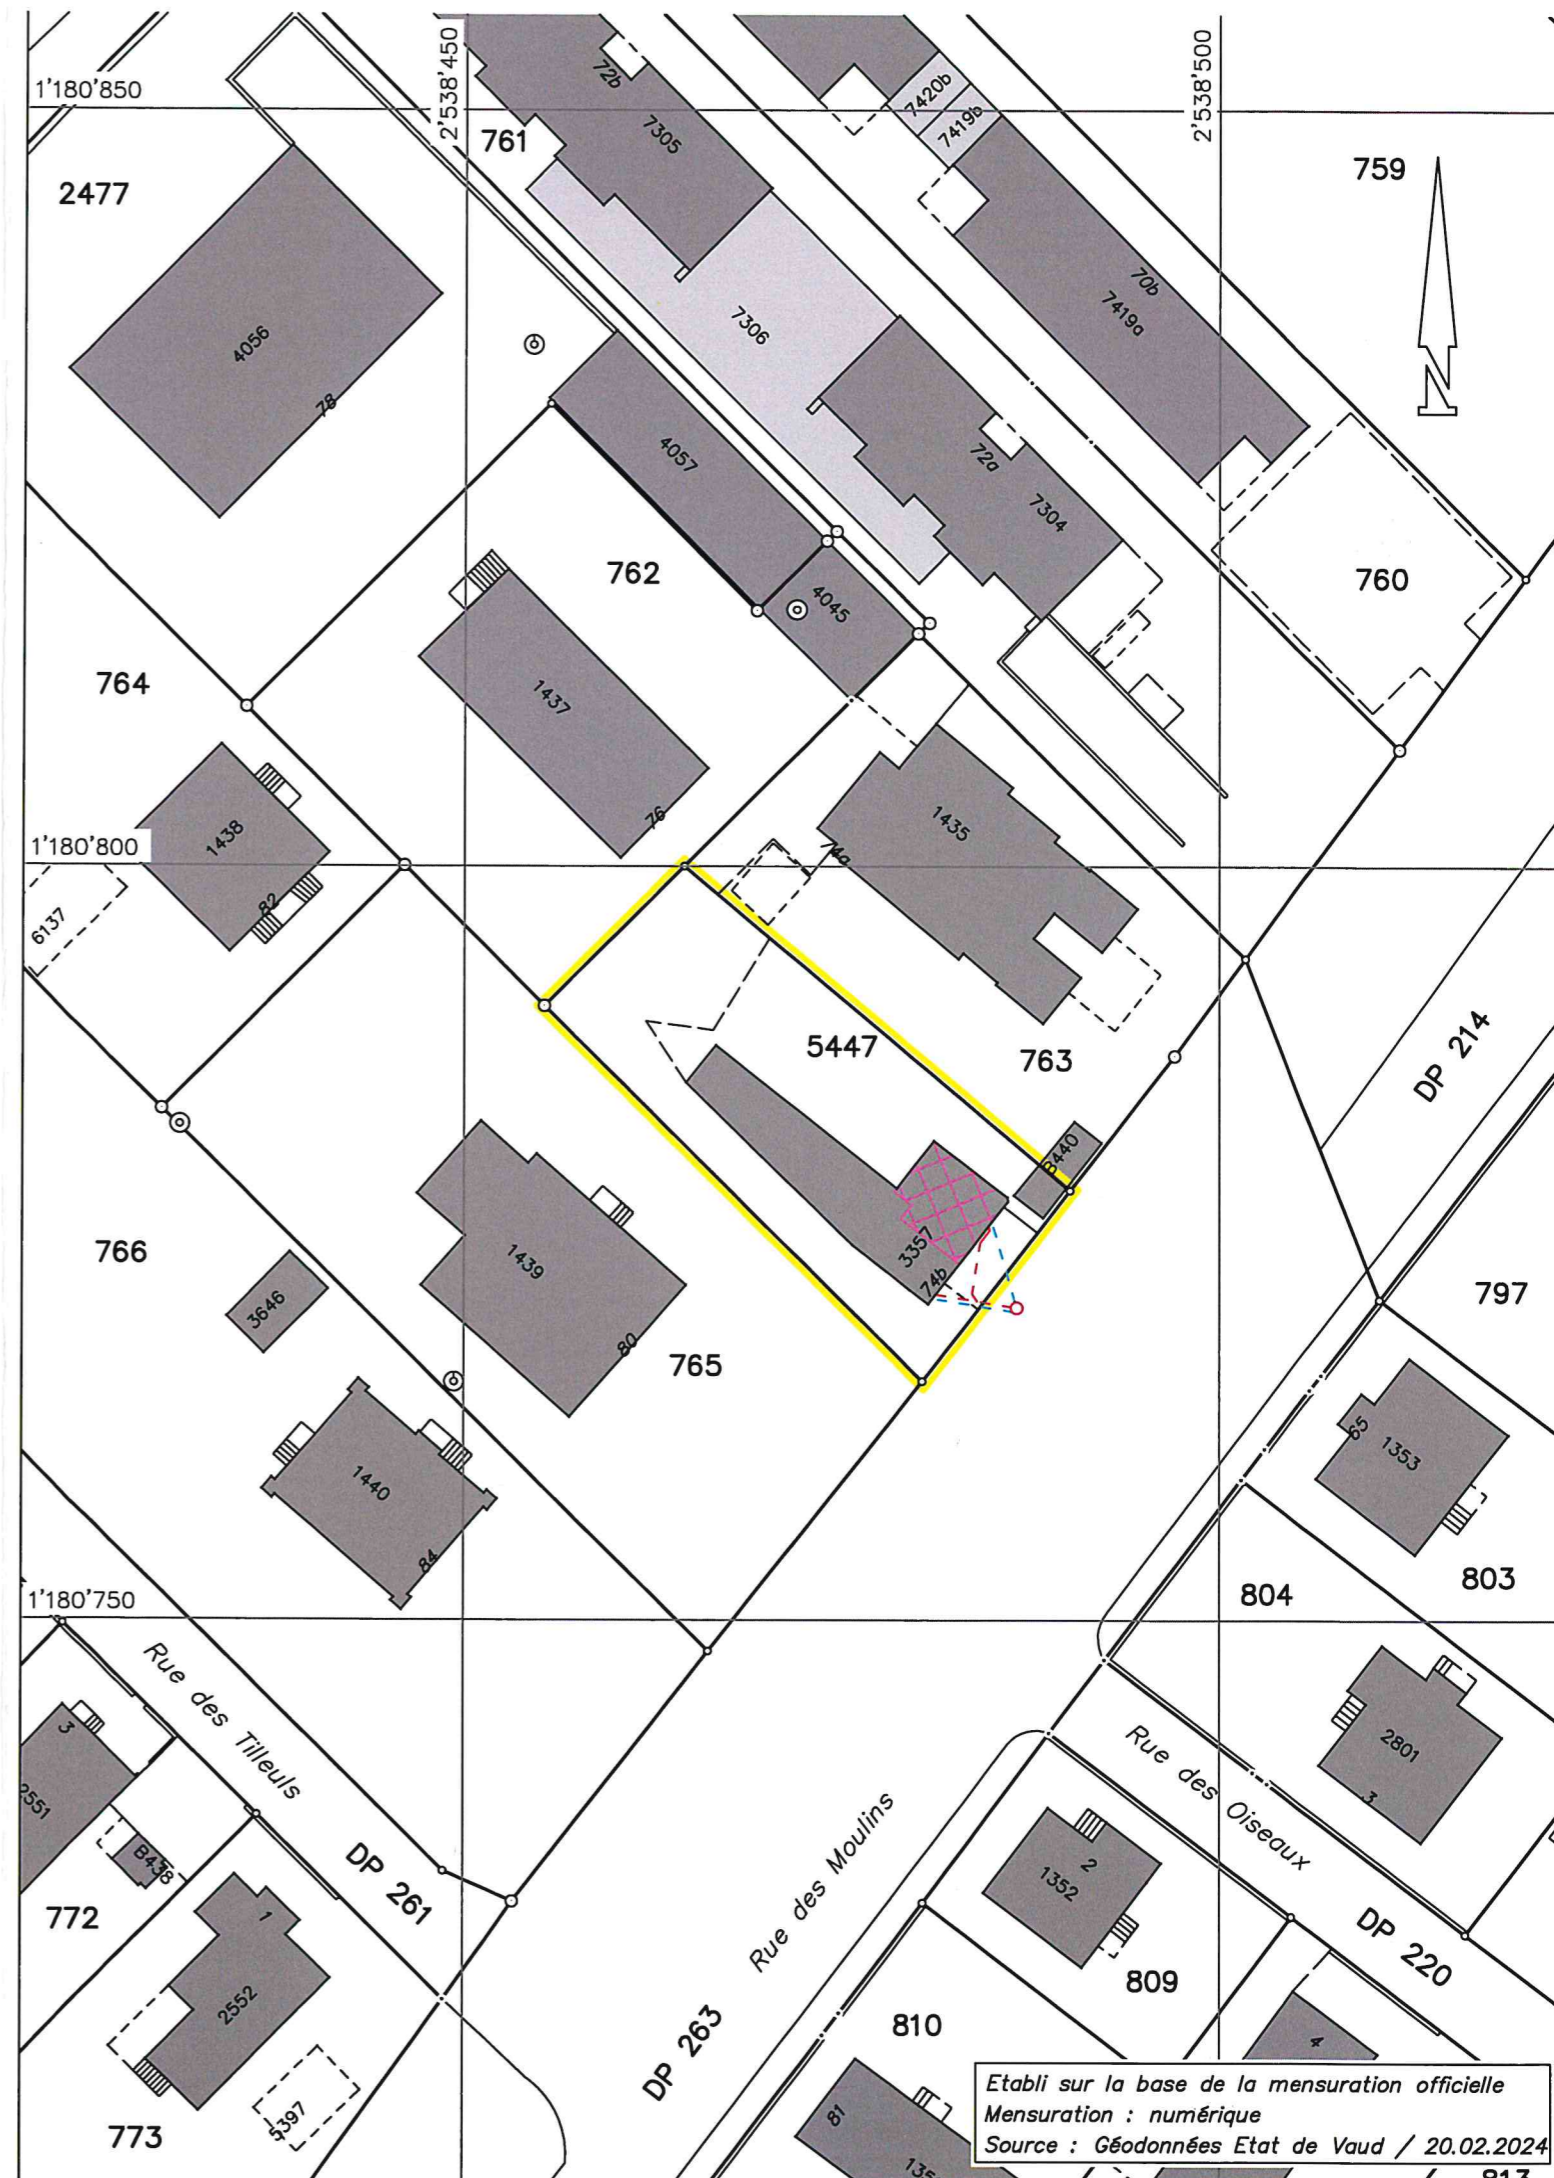 1'180'850
2'538'450
2'538'500
72b
7420b
7419b
761
7305
759
2477
70b
7419a
7306
4056
78
N
4057
72a
7304
762
4045
760
764
1437
76
1435
74a
1'180'800
1438
82
6137
5447
763
DP 214
B440
766
1439
3357
74b
3646
80
765
797
65
1353
1440
84
803
804
1'180'750
Rue des Tilleuls
3
2551
Rue des Oiseaux
2801
3
B438
Rue des Moulins
2
1352
772
DP 261
1
DP 220
2552
809
810
DP 263
4
5397
81
773
Etabli sur la base de la mensuration officielle
Mensuration : numérique
Source : Géodonnées Etat de Vaud / 20.02.2024